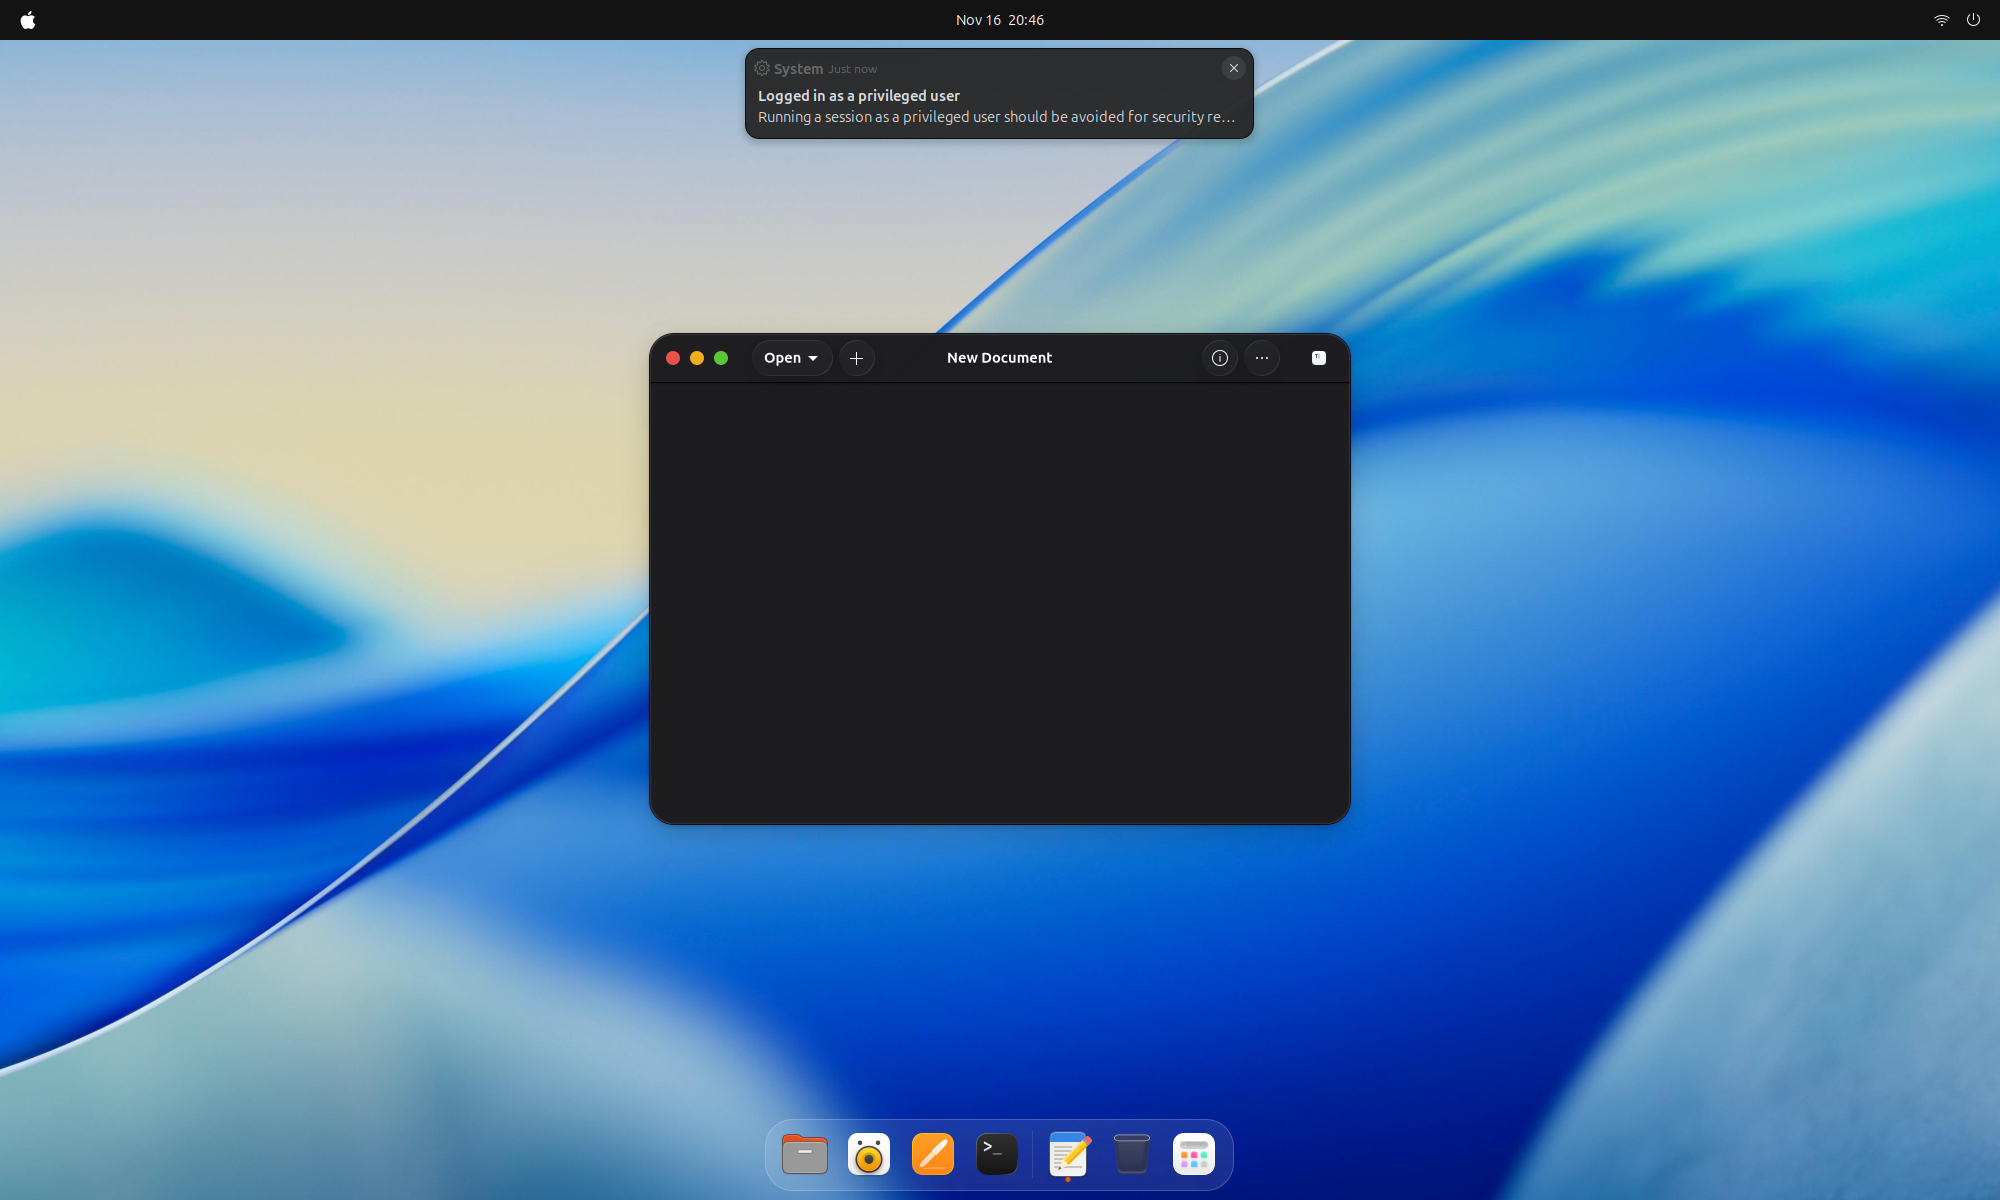 Nov 16 20:46
System Just now
Logged in as a privileged user
Running a session as a privileged user should be avoided for security re…
Open
New Document
>_